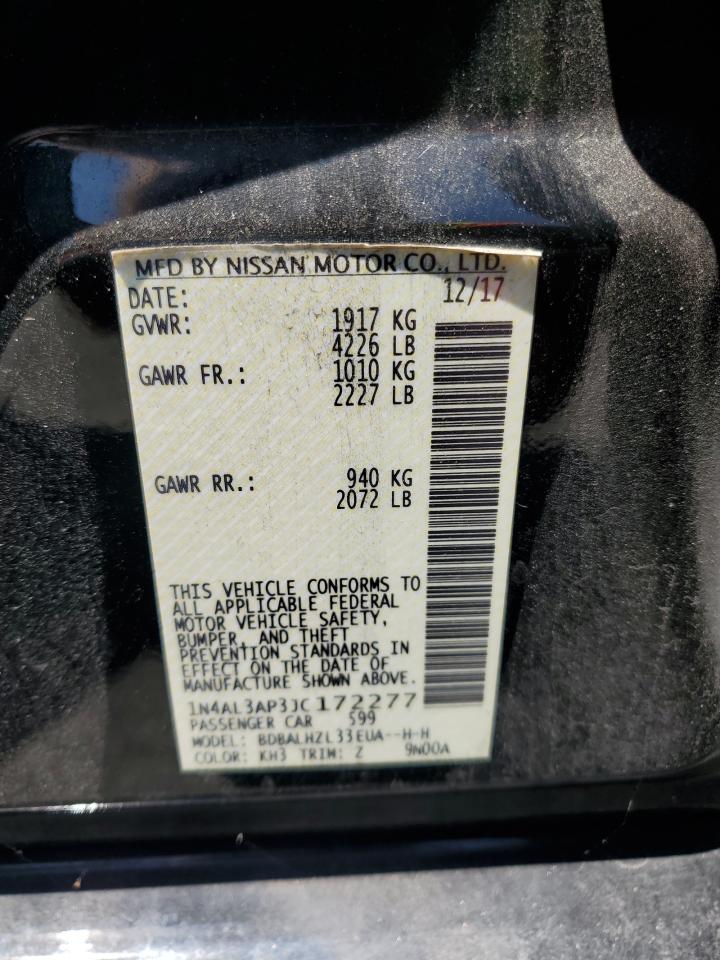 MFD BY NISSAN MOTOR CO., LTD.
DATE: 12/17
GVWR: 1917 KG
4226 LB
GAWR FR.: 1010 KG
2227 LB
GAWR RR.: 940 KG
2072 LB
THIS VEHICLE CONFORMS TO
ALL APPLICABLE FEDERAL
MOTOR VEHICLE SAFETY,
BUMPER, AND THEFT
PREVENTION STANDARDS IN
EFFECT ON THE DATE OF
MANUFACTURE SHOWN ABOVE.
1N4AL3AP3JC172277
PASSENGER CAR 599
MODEL: BDBALHZL33EUA--H-H
COLOR: KH3 TRIM: Z 9N00A